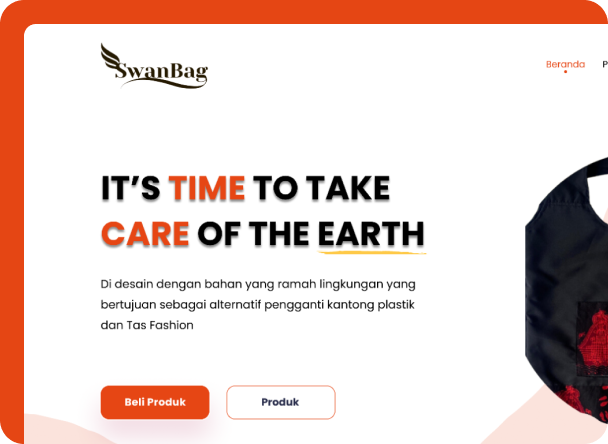 SwanBag
Beranda
P
IT’S TIME TO TAKE
CARE OF THE EARTH
Di desain dengan bahan yang ramah lingkungan yang
bertujuan sebagai alternatif pengganti kantong plastik
dan Tas Fashion
Beli Produk
Produk